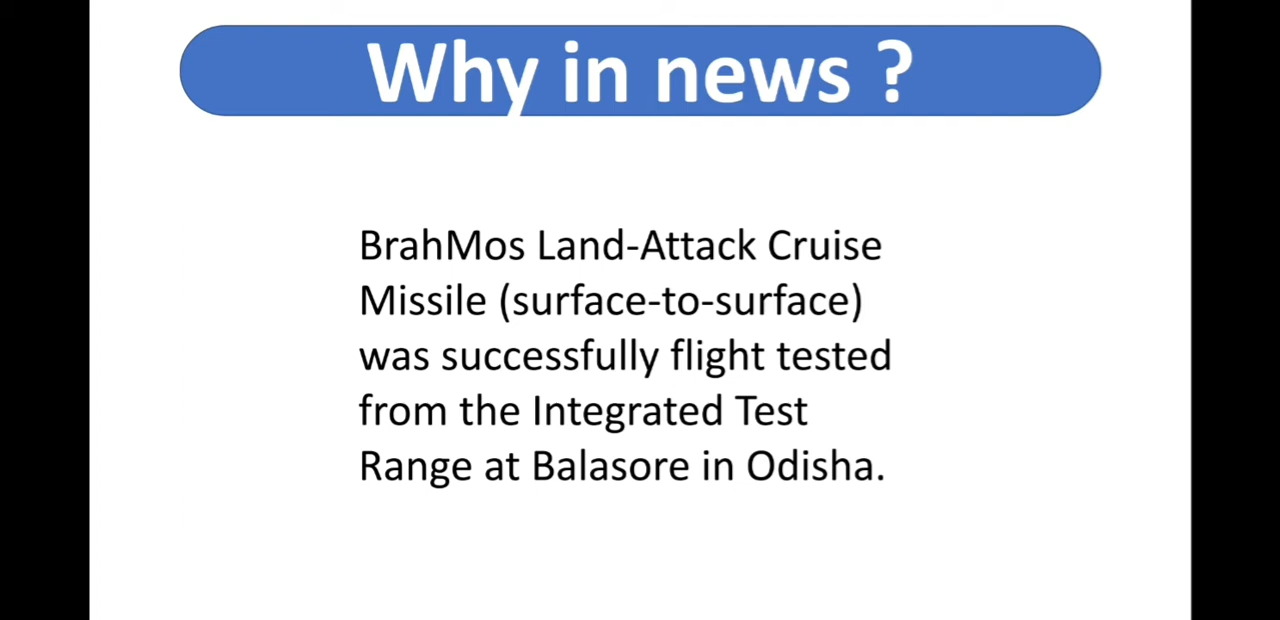 Why in news ?
BrahMos Land-Attack Cruise
Missile (surface-to-surface)
was successfully flight tested
from the Integrated Test
Range at Balasore in Odisha.